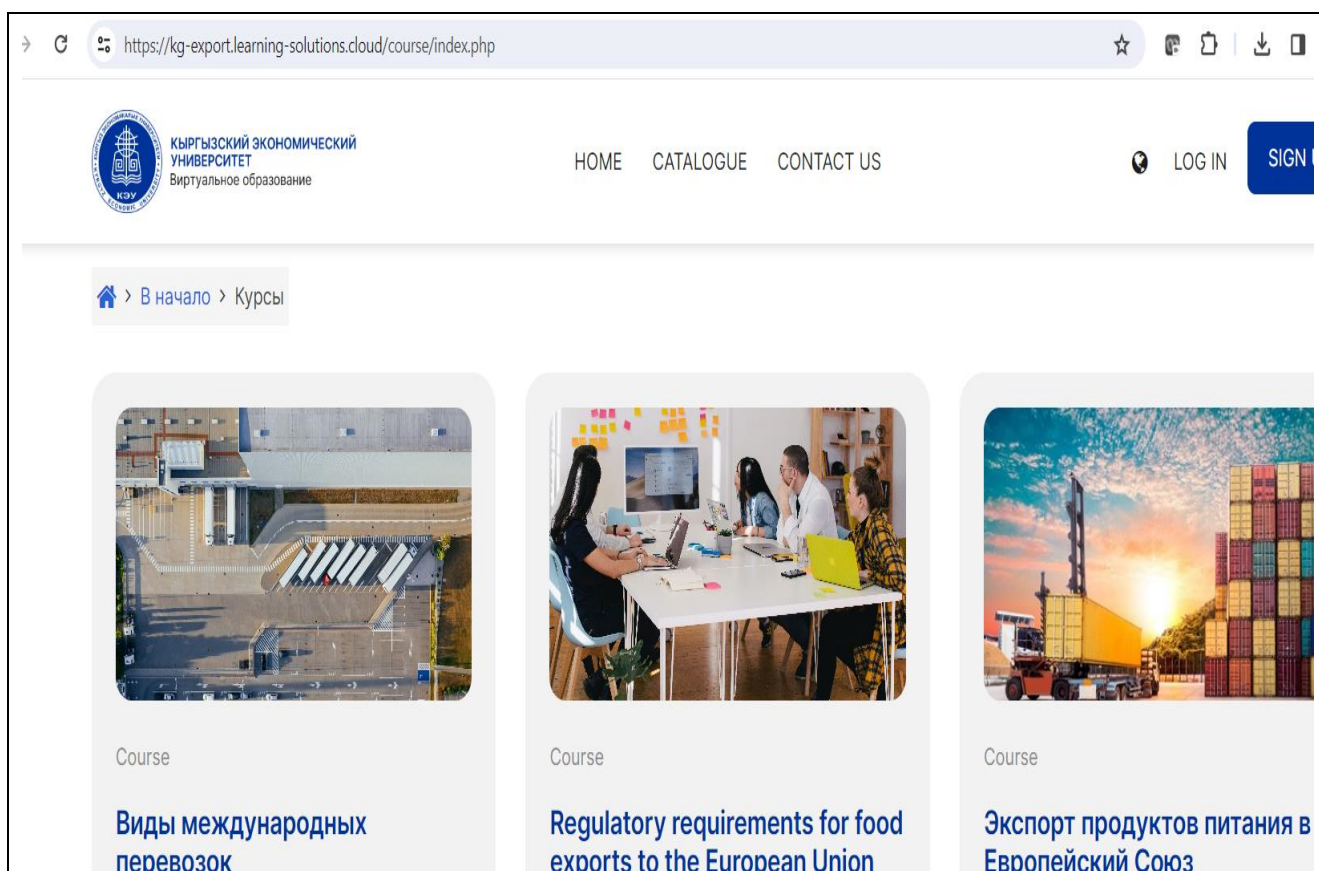 https://kg-export.learning-solutions.cloud/course/index.php
КЫРГЫЗСКИЙ ЭКОНОМИЧЕСКИЙ
УНИВЕРСИТЕТ
Виртуальное образование
КЭУ
HOME CATALOGUE CONTACT US
LOG IN
SIGN
В начало > Курсы
Course
Виды международных
перевозок
Course
Regulatory requirements for food
exports to the European Union
Course
Экспорт продуктов питания в
Европейский Союз